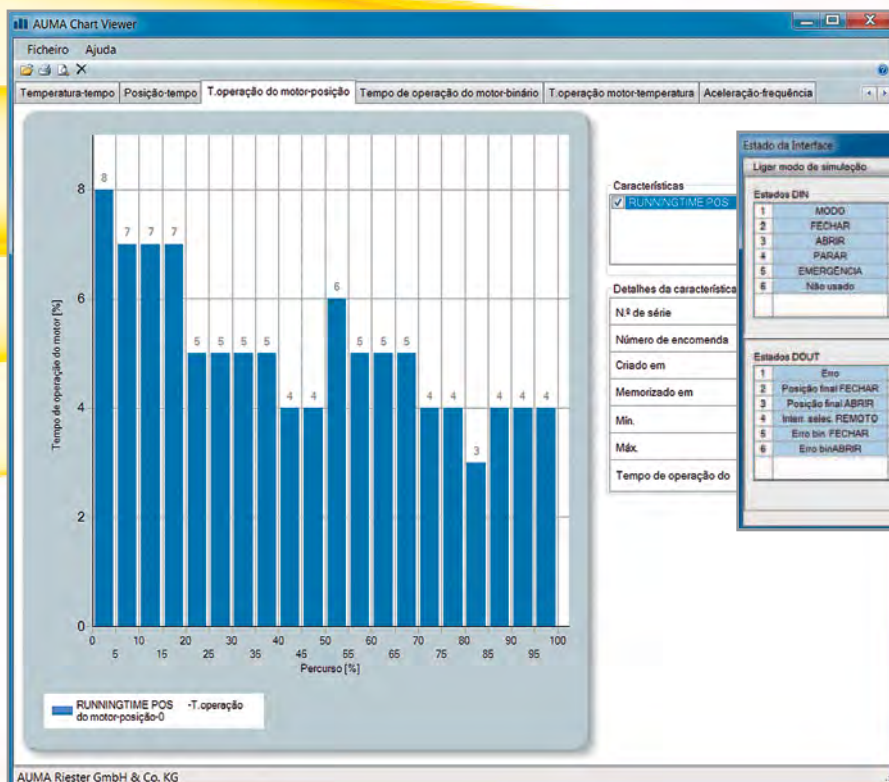 AUMA Chart Viewer
Ficheiro Ajuda
Temperatura-tempo Posição-tempo T.operação do motor-posição Tempo de operação do motor-binário T.operação motor-temperatura Aceleração-frequência
Tempo de operação do motor [%]
8
6
4
2
0
8 7 7 7 5 5 5 5 4 4 6 5 5 5 4 4 3 4 4 4
0 10 20 30 40 50 60 70 80 90 100
5 15 25 35 45 55 65 75 85 95
Percurso [%]
RUNNINGTIME POS -T.operação
do motor-posição-0
Características
RUNNINGTIME POS
Detalhes da característica
N.º de série
Número de encomenda
Criado em
Memorizado em
Mín.
Máx.
Tempo de operação do
Estado da Interface
Ligar modo de simulação
Estados DIN
1 MODO
2 FECHAR
3 ABRIR
4 PARAR
5 EMERGÊNCIA
6 Não usado
Estados DOUT
1 Erro
2 Posição final FECHAR
3 Posição final ABRIR
4 Interr. selec. REMOTO
5 Erro bin. FECHAR
6 Erro binABRIR
AUMA Riester GmbH & Co. KG